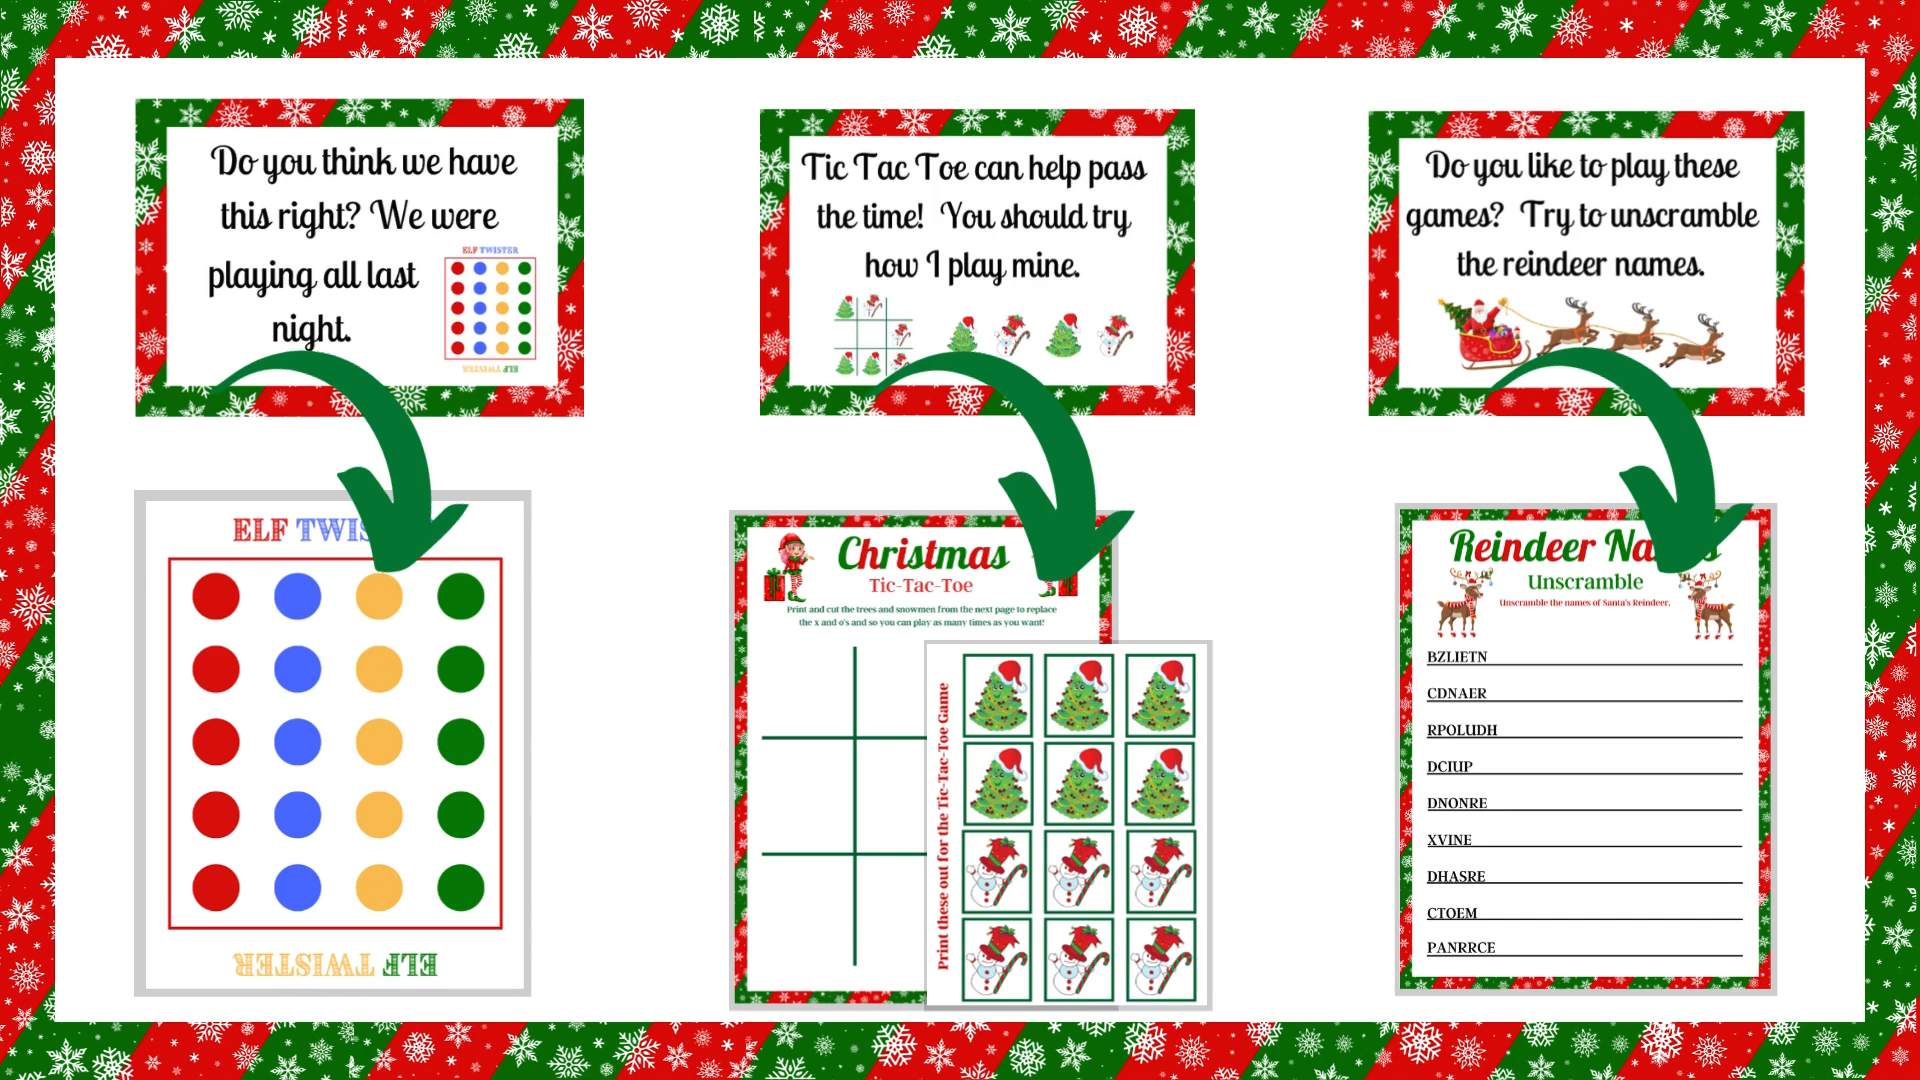 Do you think we have
this right? We were
playing all last
night.
ELF TWISTER
ELF TWISTER
Tic Tac Toe can help pass
the time! You should try
how I play mine.
Do you like to play these
games? Try to unscramble
the reindeer names.
ELF TWIS
ELF TWISTER
Christmas
Tic-Tac-Toe
Print and cut the trees and snowmen from the next page to replace
the x and o's and so you can play as many times as you want!
Print these out for the Tic-Tac-Toe Game
Reindeer Na s
Unscramble
Unscramble the names of Santa's Reindeer.
BZLIETN
CDNAER
RPOLUDH
DCIUP
DNONRE
XVINE
DHASRE
CTOEM
PANRRCE